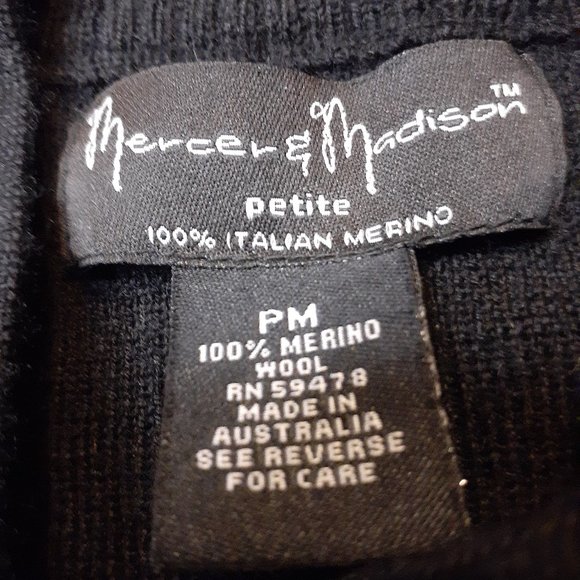 Mercer & Madison™
petite
100% ITALIAN MERINO
PM
100% MERINO
WOOL
RN 59478
MADE IN
AUSTRALIA
SEE REVERSE
FOR CARE